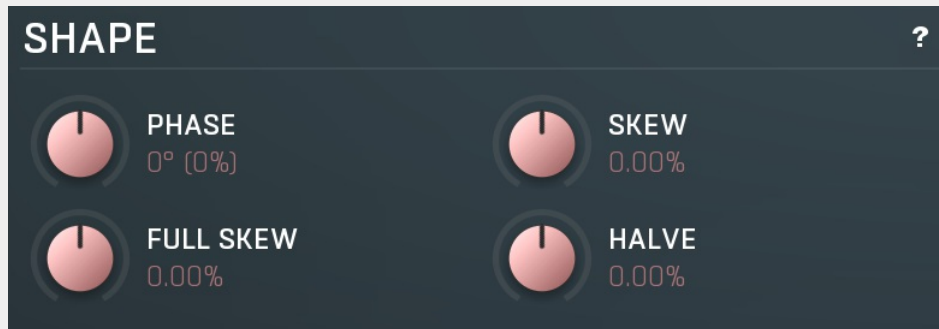 SHAPE ?
PHASE
0° (0%)
SKEW
0.00%
FULL SKEW
0.00%
HALVE
0.00%